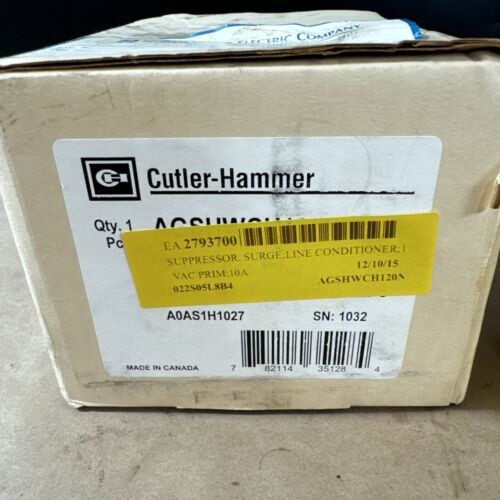 ELECTRIC COMPANY
Cutler-Hammer
Qty. 1
EA 2793700
SUPPRESSOR, SURGE;LINE CONDITIONER;1
VAC PRIM;10A
12/10/15
022S05L8B4
AGSHWCH120N
A0AS1H1027
SN: 1032
MADE IN CANADA
7 82114 35128 4